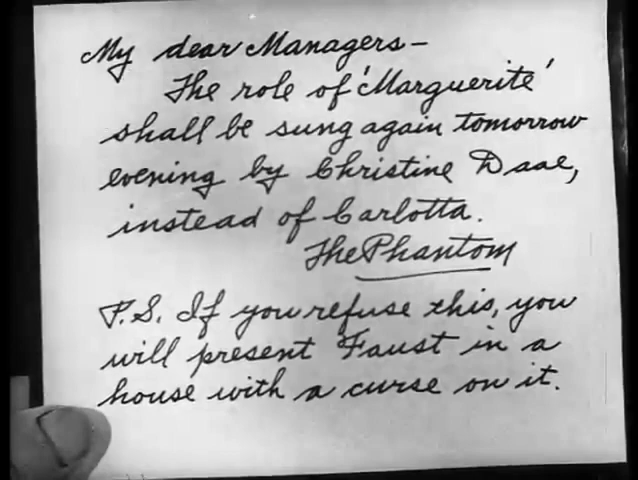 My dear Managers—
The role of 'Marguerite'
shall be sung again tomorrow
evening by Christine Daae,
instead of Carlotta.
The Phantom
P.S. If you refuse this, you
will present Faust in a
house with a curse on it.